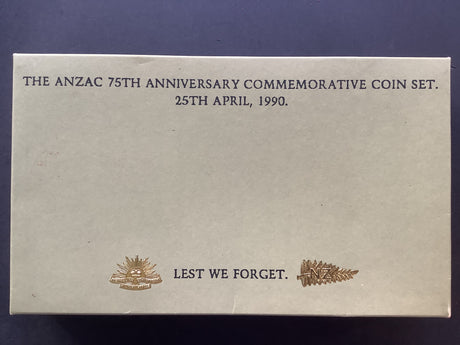 THE ANZAC 75TH ANNIVERSARY COMMEMORATIVE COIN SET.
25TH APRIL, 1990.
LEST WE FORGET. NZ